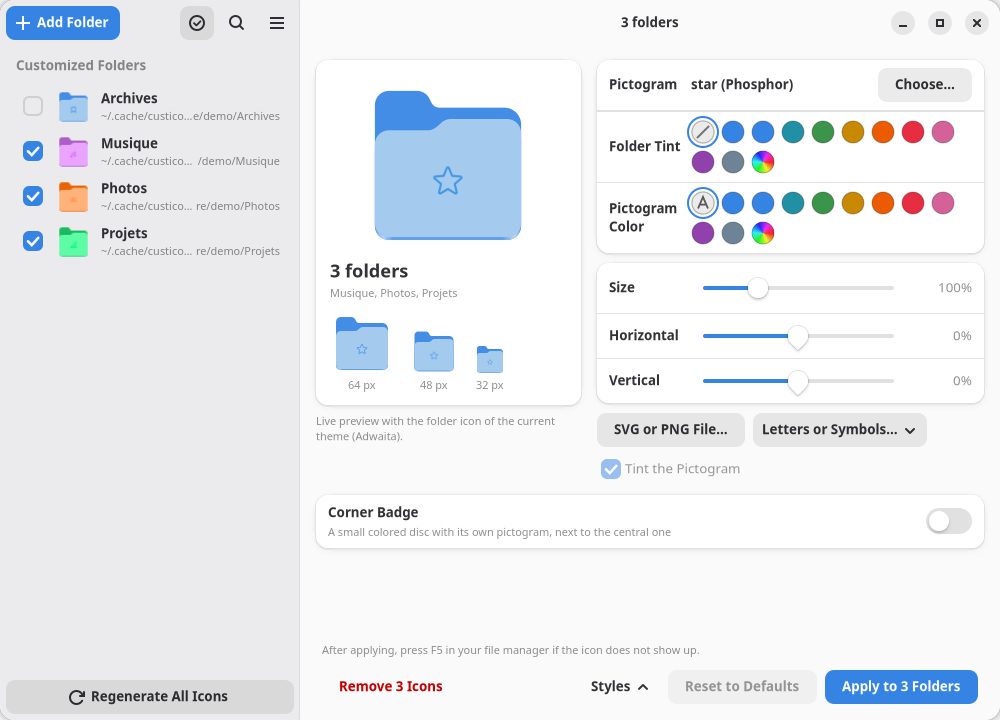 Add Folder
3 folders
Customized Folders
Archives
~/.cache/custico...e/demo/Archives
Musique
~/.cache/custico... /demo/Musique
Photos
~/.cache/custico... re/demo/Photos
Projets
~/.cache/custico... re/demo/Projets
Regenerate All Icons
3 folders
Musique, Photos, Projets
64 px
48 px
32 px
Live preview with the folder icon of the current
theme (Adwaita).
Pictogram star (Phosphor) Choose...
Folder Tint
Pictogram
Color
A
Size 100%
Horizontal 0%
Vertical 0%
SVG or PNG File...
Letters or Symbols...
Tint the Pictogram
Corner Badge
A small colored disc with its own pictogram, next to the central one
After applying, press F5 in your file manager if the icon does not show up.
Remove 3 Icons
Styles
Reset to Defaults
Apply to 3 Folders